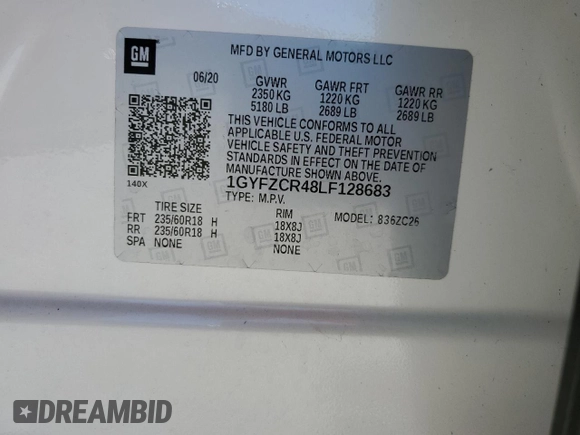 GM
MFD BY GENERAL MOTORS LLC
06/20 GVWR GAWR FRT GAWR RR
2350 KG 1220 KG 1220 KG
5180 LB 2689 LB 2689 LB
THIS VEHICLE CONFORMS TO ALL
APPLICABLE U.S. FEDERAL MOTOR
VEHICLE SAFETY AND THEFT
PREVENTION STANDARDS IN
EFFECT ON THE DATE OF
MANUFACTURE SHOWN ABOVE.
140X
1GYFZCR48LF128683
TYPE: M.P.V.
TIRE SIZE RIM MODEL: 836ZC26
FRT 235/60R18 H 18X8J
RR 235/60R18 H 18X8J
SPA NONE NONE
DREAMBID